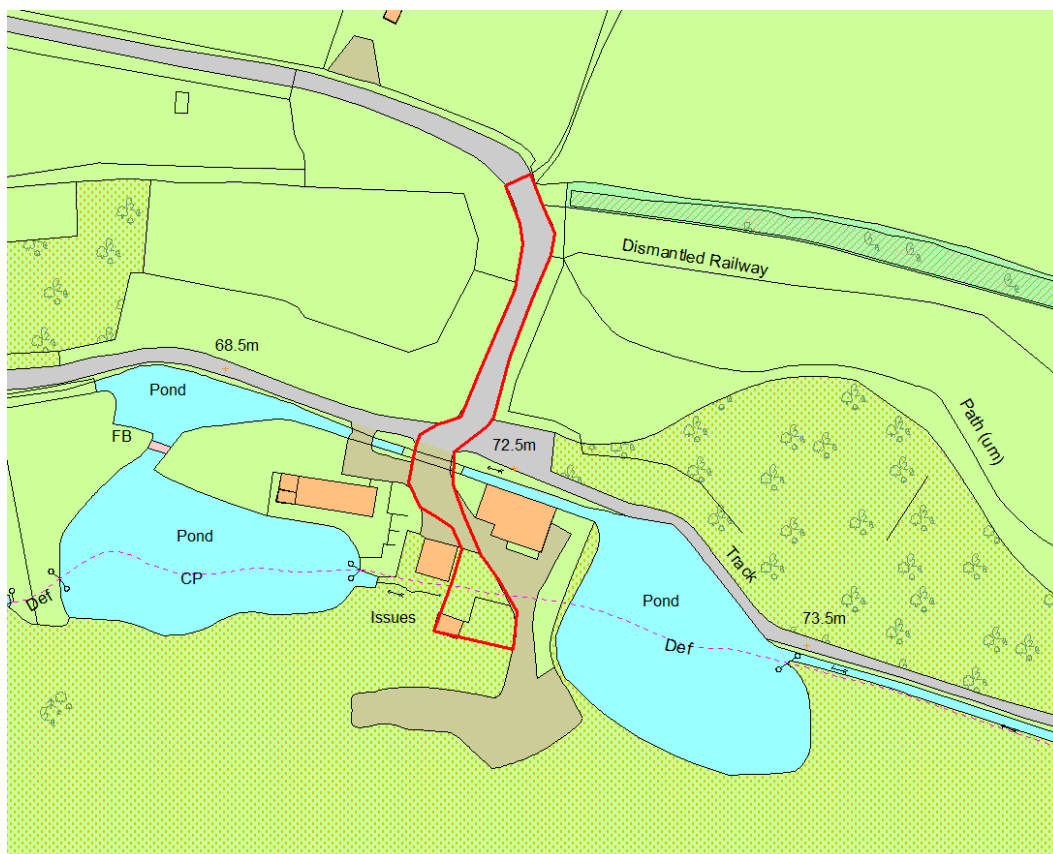 Dismantled Railway
68.5m
Pond
Path (um)
FB
72.5m
Pond
CP
Track
Def
Issues
Pond
73.5m
Def